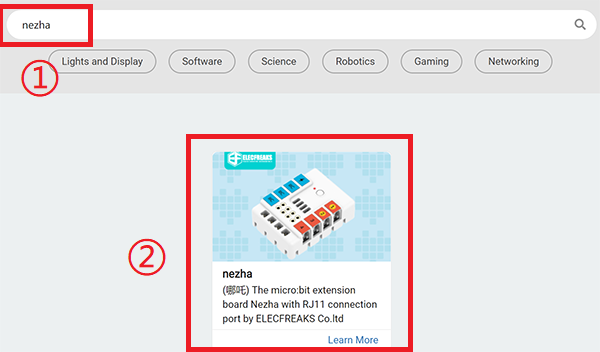 nezha
①
Lights and Display Software Science Robotics Gaming Networking
②
ELECFREAKS
nezha
(哪吒) The micro:bit extension
board Nezha with RJ11 connection
port by ELECFREAKS Co.ltd
Learn More